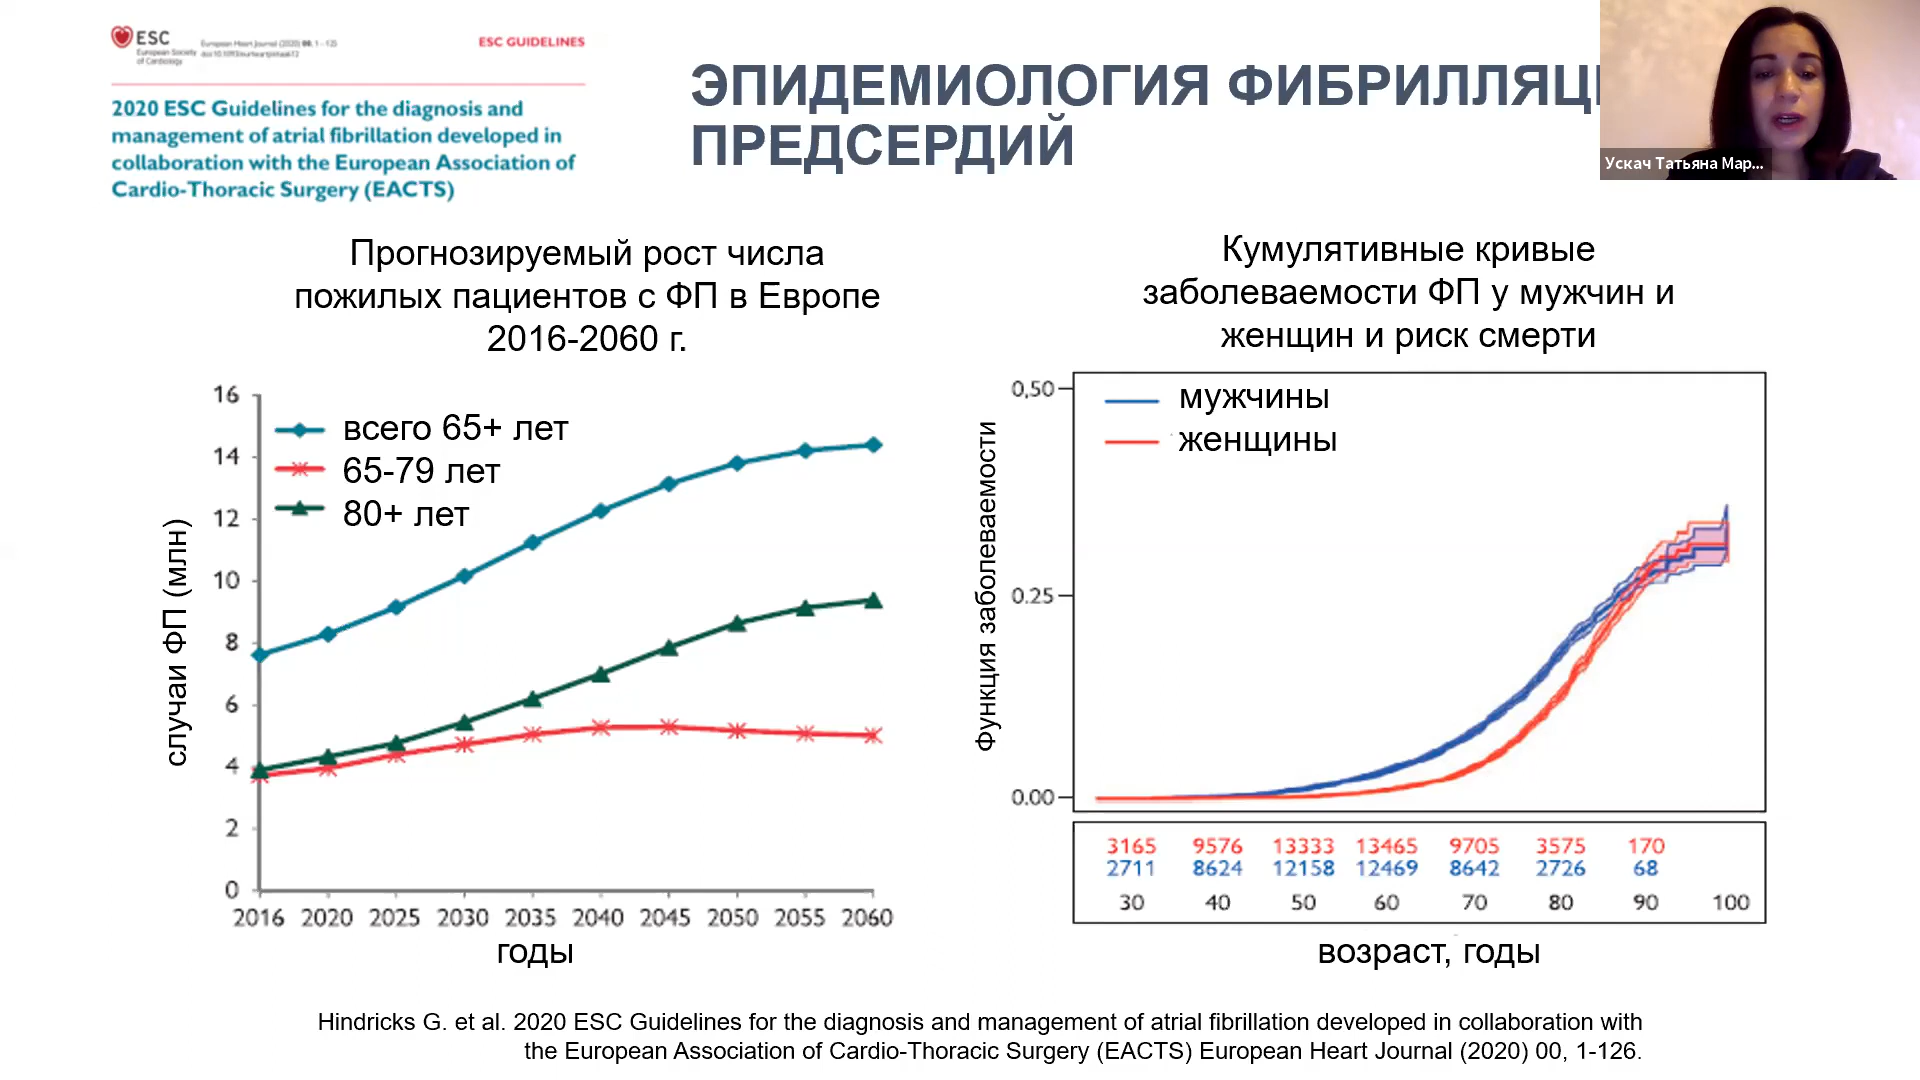 ESC
European Society
of Cardiology
European Heart Journal (2020) 00, 1-125
ESC GUIDELINES
2020 ESC Guidelines for the diagnosis and
management of atrial fibrillation developed in
collaboration with the European Association of
Cardio-Thoracic Surgery (EACTS)
ЭПИДЕМИОЛОГИЯ ФИБРИЛЛЯЦ
ПРЕДСЕРДИЙ
Ускач Татьяна Мар...
Прогнозируемый рост числа
пожилых пациентов с ФП в Европе
2016-2060 г.
16
14
12
10
8
6
4
2
0
всего 65+ лет
65-79 лет
80+ лет
случаи ФП (млн)
2016 2020 2025 2030 2035 2040 2045 2050 2055 2060
годы
Кумулятивные кривые
заболеваемости ФП у мужчин и
женщин и риск смерти
0,50
0.25
0.00
мужчины
женщины
Функция заболеваемости
3165 9576 13333 13465 9705 3575 170
2711 8624 12158 12469 8642 2726 68
30 40 50 60 70 80 90 100
возраст, годы
Hindricks G. et al. 2020 ESC Guidelines for the diagnosis and management of atrial fibrillation developed in collaboration with
the European Association of Cardio-Thoracic Surgery (EACTS) European Heart Journal (2020) 00, 1-126.